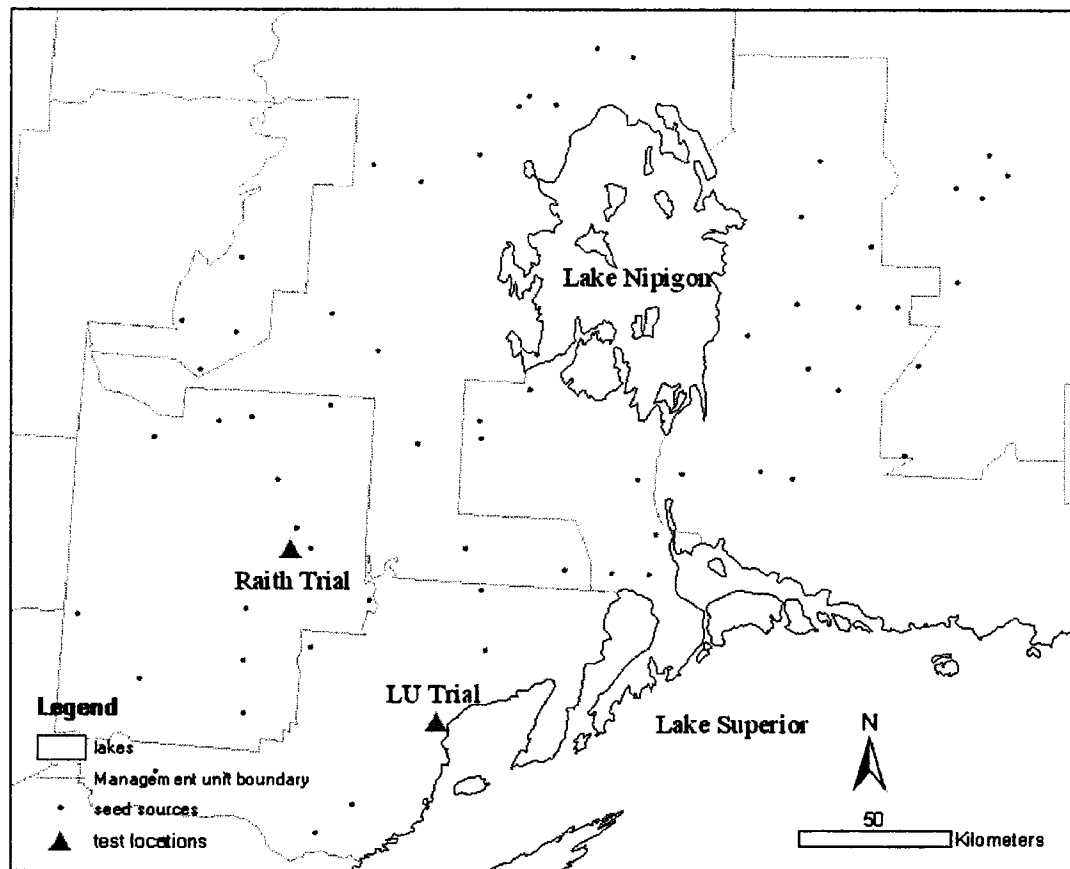 Lake Nipigon
Raith Trial
LU Trial
Lake Superior
N
50
Kilometers
Legend
lakes
Management unit boundary
seed sources
test locations